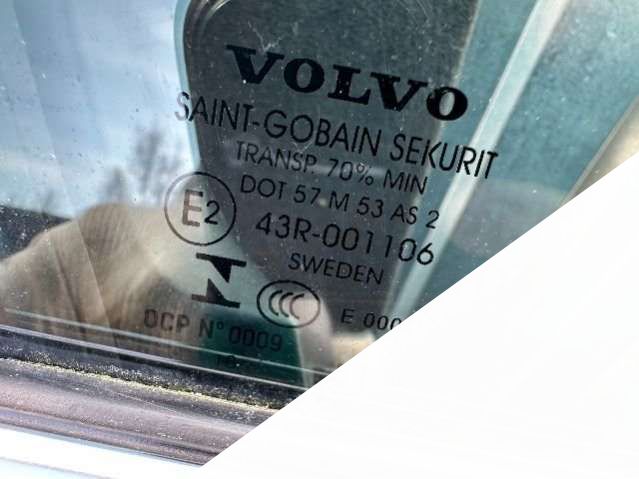 VOLVO
SAINT-GOBAIN SEKURIT
TRANSP. 70% MIN
DOT 57 M 53 AS 2
E2 43R-001106
SWEDEN
CCC
OCP N° 0009